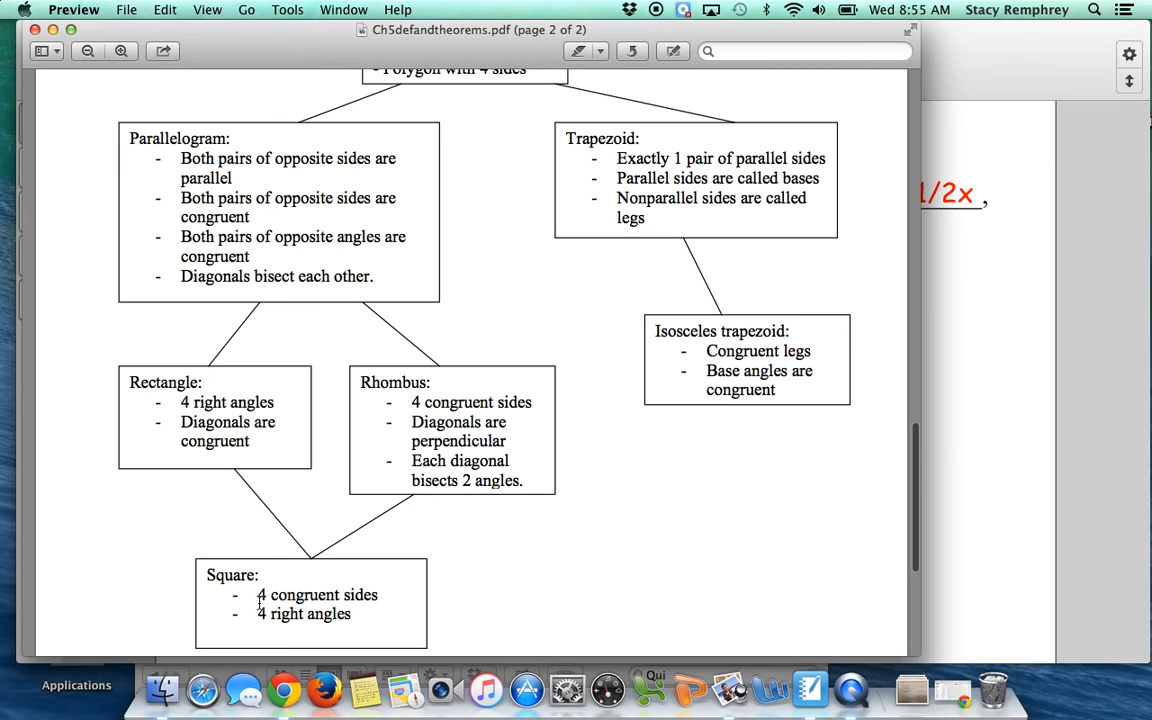 Preview File Edit View Go Tools Window Help Wed 8:55 AM Stacy Remphrey
Ch5defandtheorems.pdf (page 2 of 2)
- Polygon with 4 sides
Parallelogram:
- Both pairs of opposite sides are
parallel
- Both pairs of opposite sides are
congruent
- Both pairs of opposite angles are
congruent
- Diagonals bisect each other.
Trapezoid:
- Exactly 1 pair of parallel sides
- Parallel sides are called bases
- Nonparallel sides are called
legs
1/2x ,
Isosceles trapezoid:
- Congruent legs
- Base angles are
congruent
Rectangle:
- 4 right angles
- Diagonals are
congruent
Rhombus:
- 4 congruent sides
- Diagonals are
perpendicular
- Each diagonal
bisects 2 angles.
Square:
- 4 congruent sides
- 4 right angles
Applications
Qui